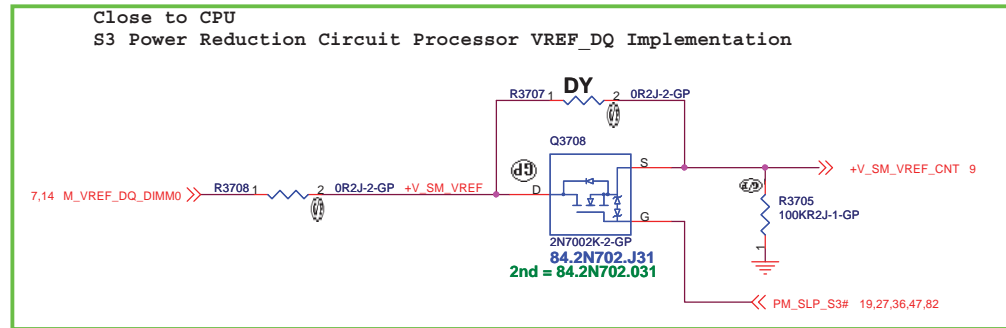 Close to CPU
S3 Power Reduction Circuit Processor VREF_DQ Implementation
R3707 1 DY 2 0R2J-2-GP
Q3708
GP
S
+V_SM_VREF_CNT 9
7,14 M_VREF_DQ_DIMM0
R3708 1 2 0R2J-2-GP +V_SM_VREF
D
G
R3705
100KR2J-1-GP
1
2N7002K-2-GP
84.2N702.J31
2nd = 84.2N702.031
PM_SLP_S3# 19,27,36,47,82